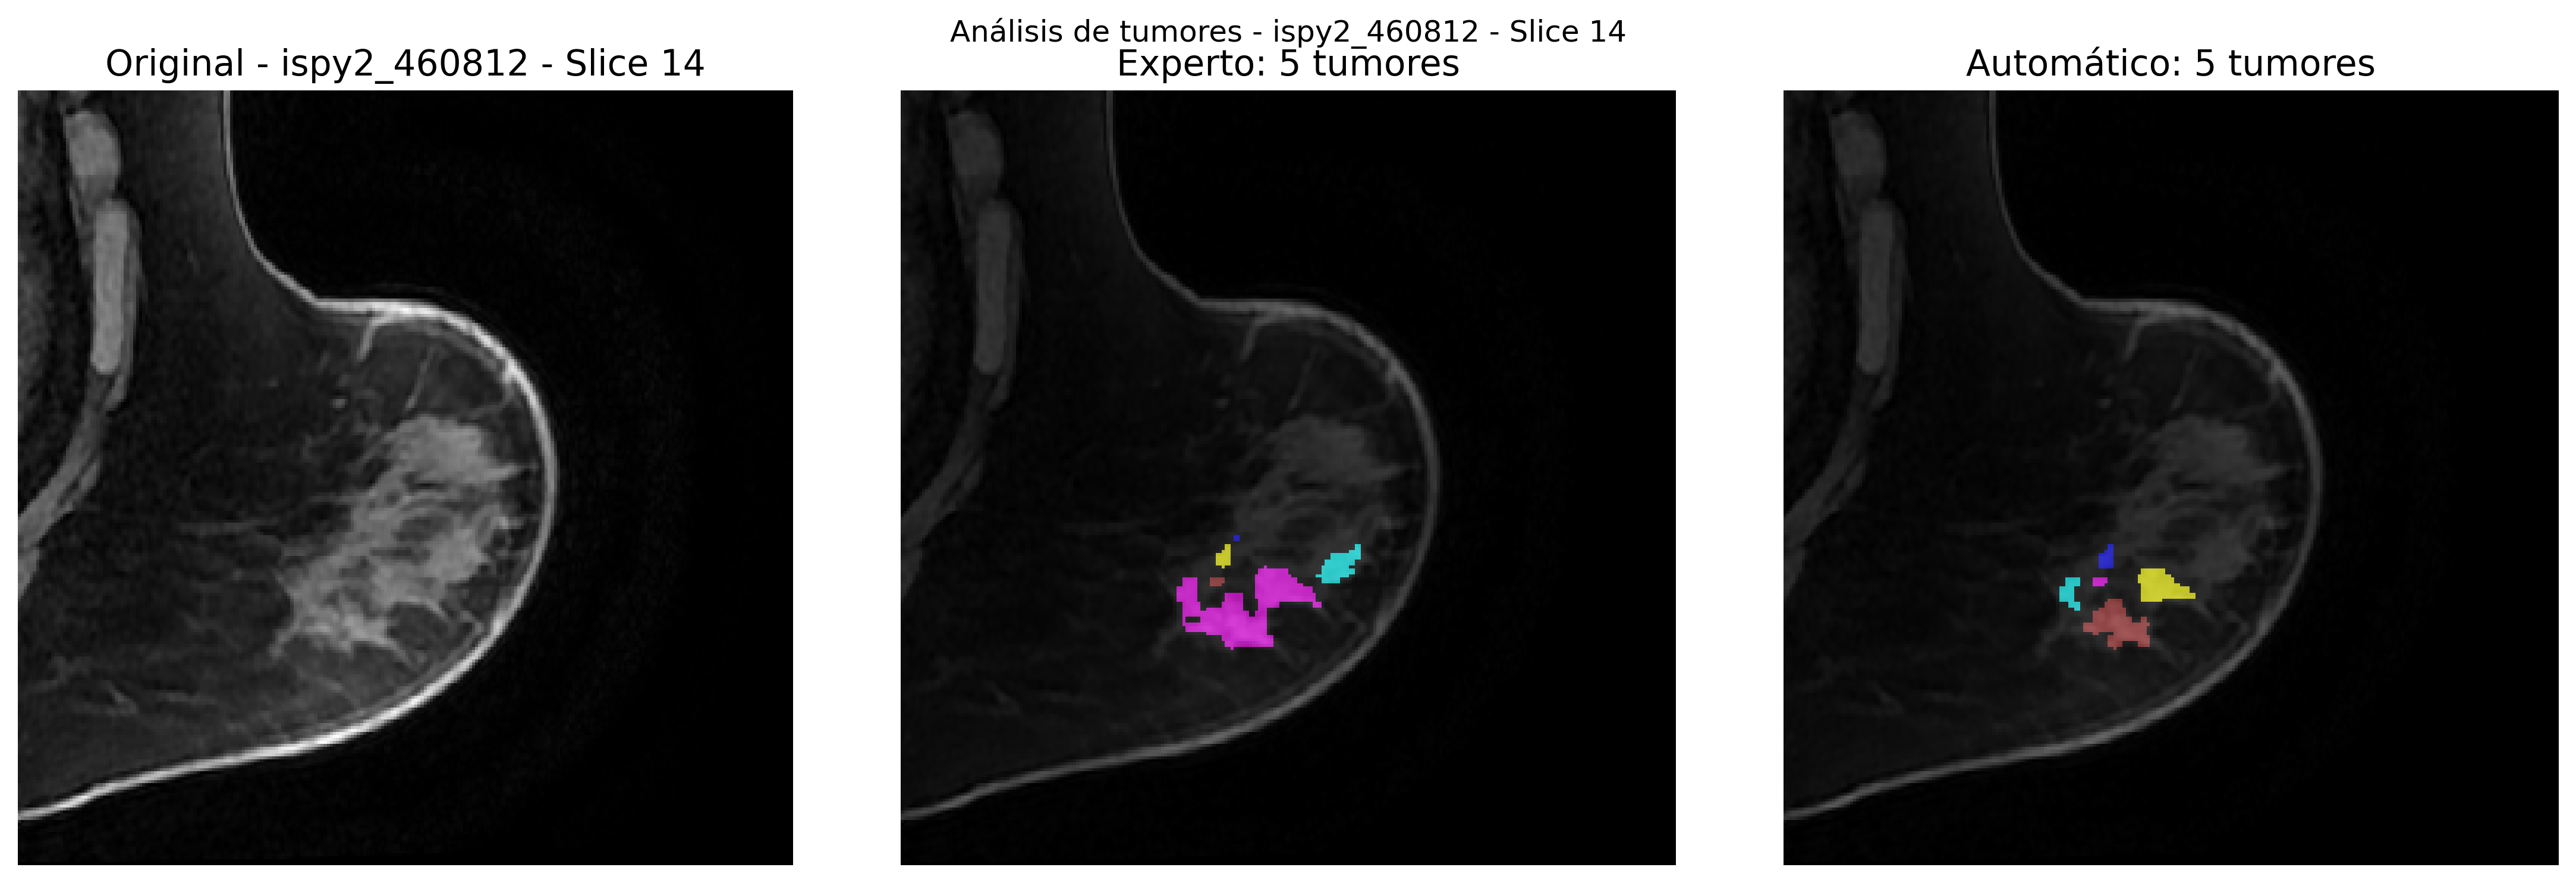 Análisis de tumores - ispy2_460812 - Slice 14
Original - ispy2_460812 - Slice 14
Experto: 5 tumores
Automático: 5 tumores